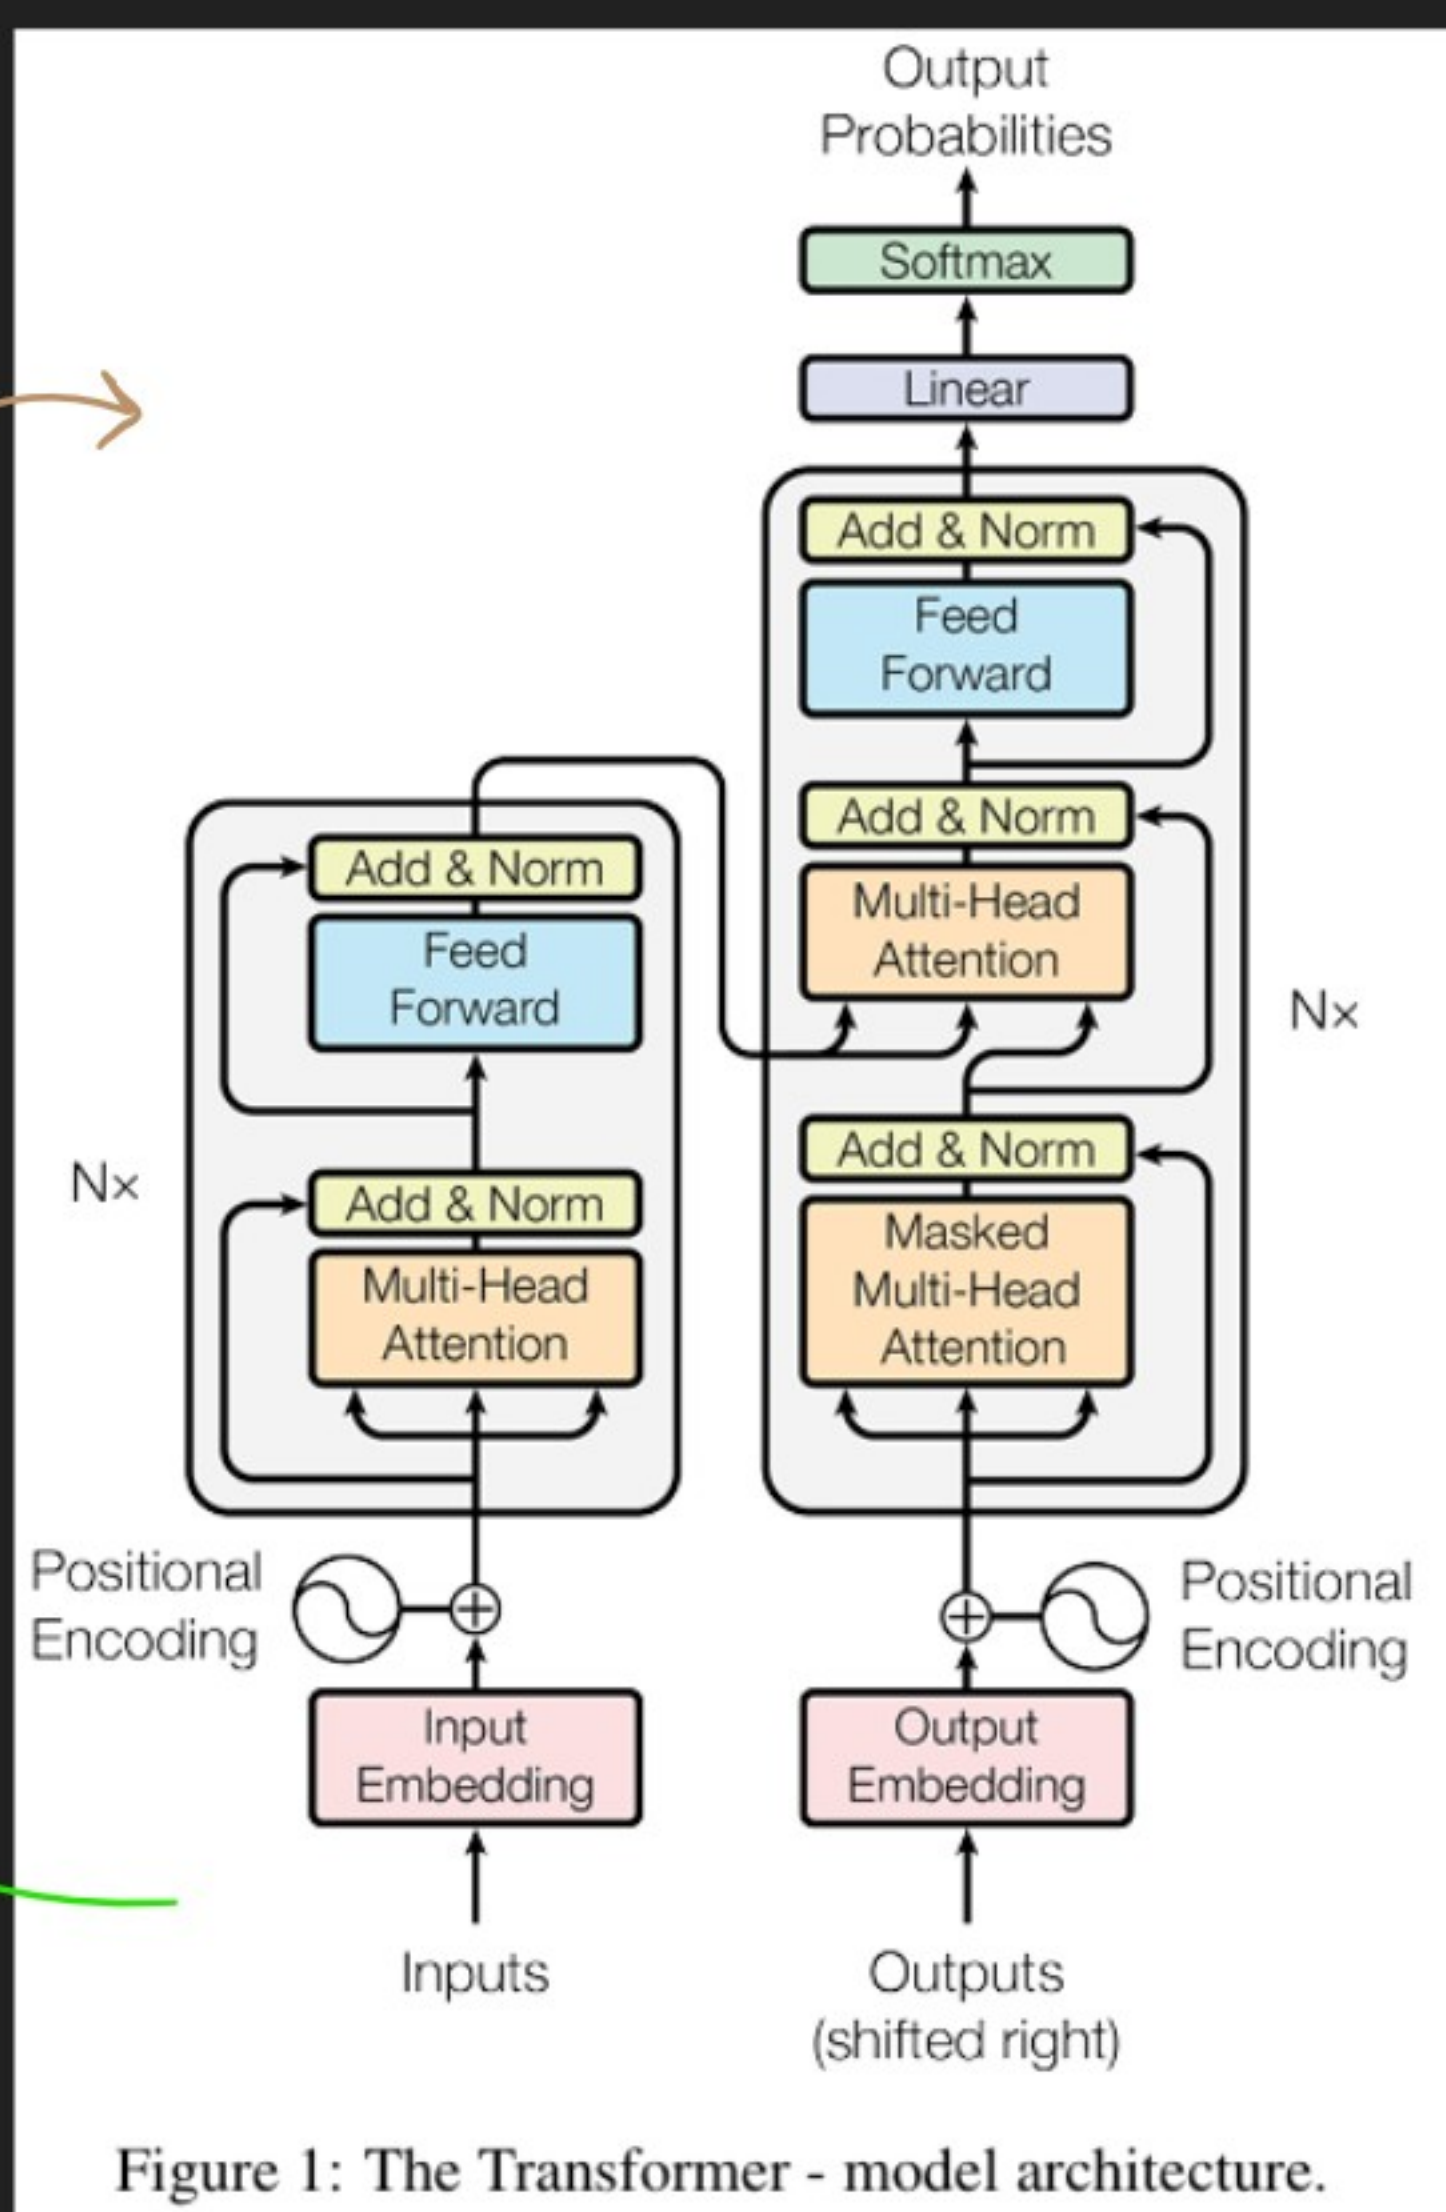 Output
Probabilities
Softmax
Linear
Add & Norm
Feed
Forward
Add & Norm
Multi-Head
Attention
Nx
Add & Norm
Masked
Multi-Head
Attention
Add & Norm
Feed
Forward
Nx
Add & Norm
Multi-Head
Attention
Positional
Encoding
Positional
Encoding
Input
Embedding
Output
Embedding
Inputs
Outputs
(shifted right)
Figure 1: The Transformer - model architecture.